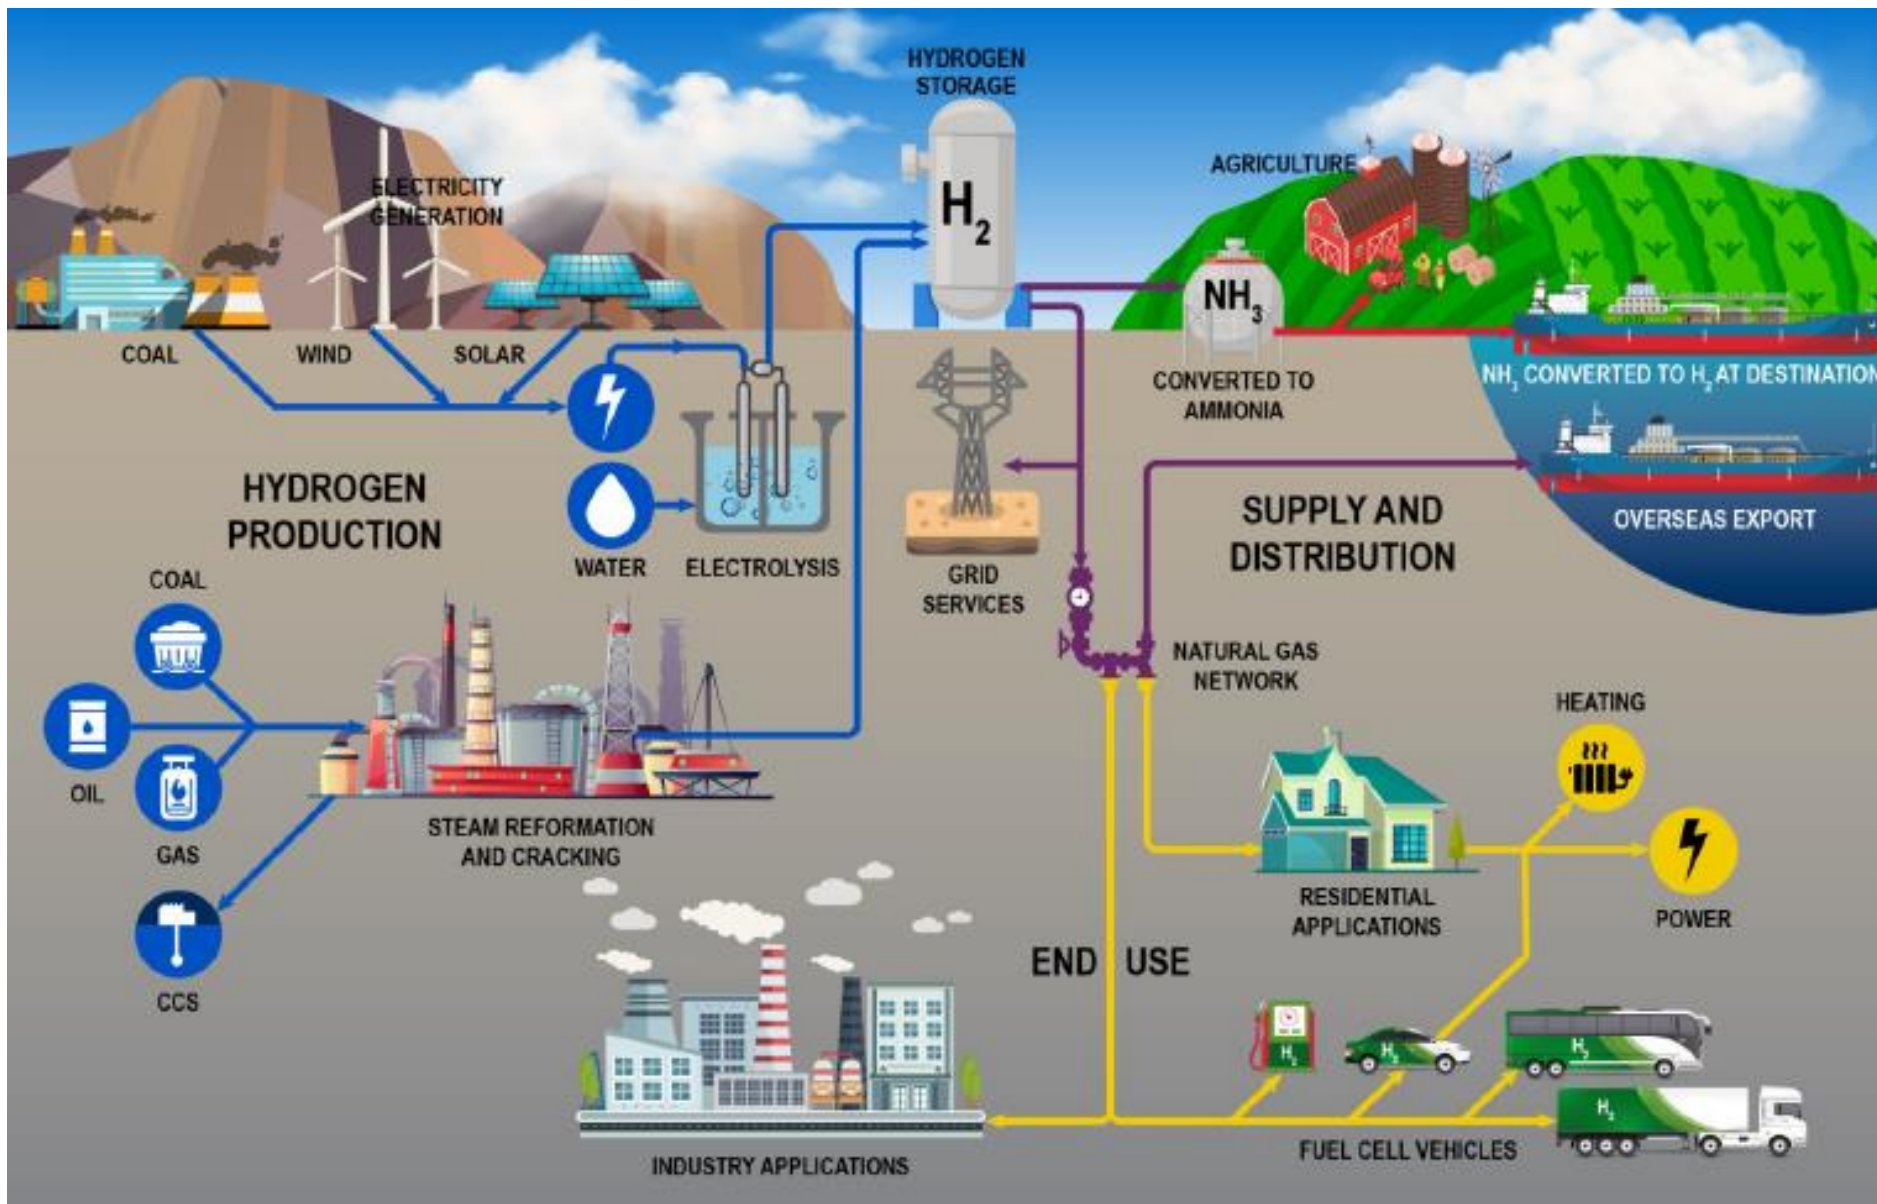 HYDROGEN
STORAGE
H2
ELECTRICITY
GENERATION
AGRICULTURE
NH3
COAL
WIND
SOLAR
CONVERTED TO
AMMONIA
NH3 CONVERTED TO H2 AT DESTINATION
HYDROGEN
PRODUCTION
WATER
ELECTROLYSIS
GRID
SERVICES
SUPPLY AND
DISTRIBUTION
OVERSEAS EXPORT
COAL
OIL
GAS
CCS
STEAM REFORMATION
AND CRACKING
NATURAL GAS
NETWORK
HEATING
POWER
RESIDENTIAL
APPLICATIONS
END USE
H2
H2
H2
H2
FUEL CELL VEHICLES
INDUSTRY APPLICATIONS